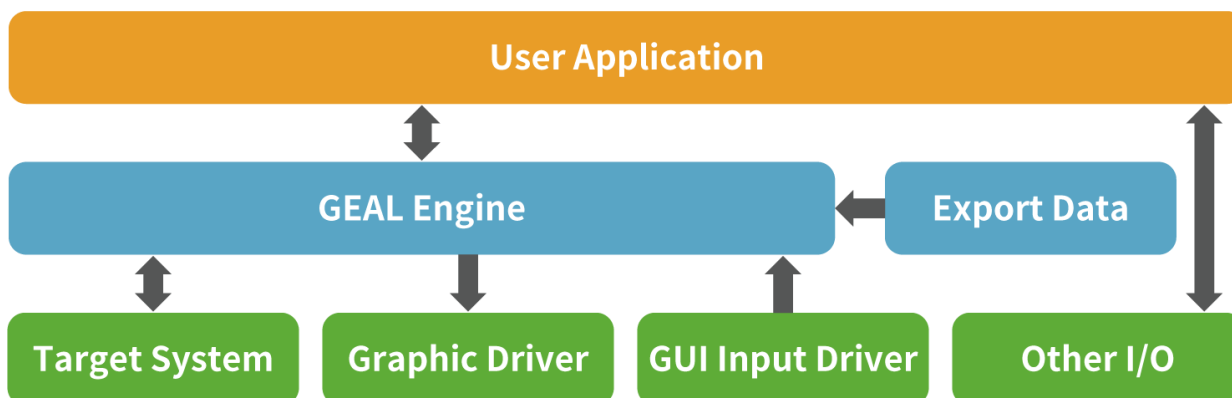 User Application
GEAL Engine
Export Data
Target System
Graphic Driver
GUI Input Driver
Other I/O